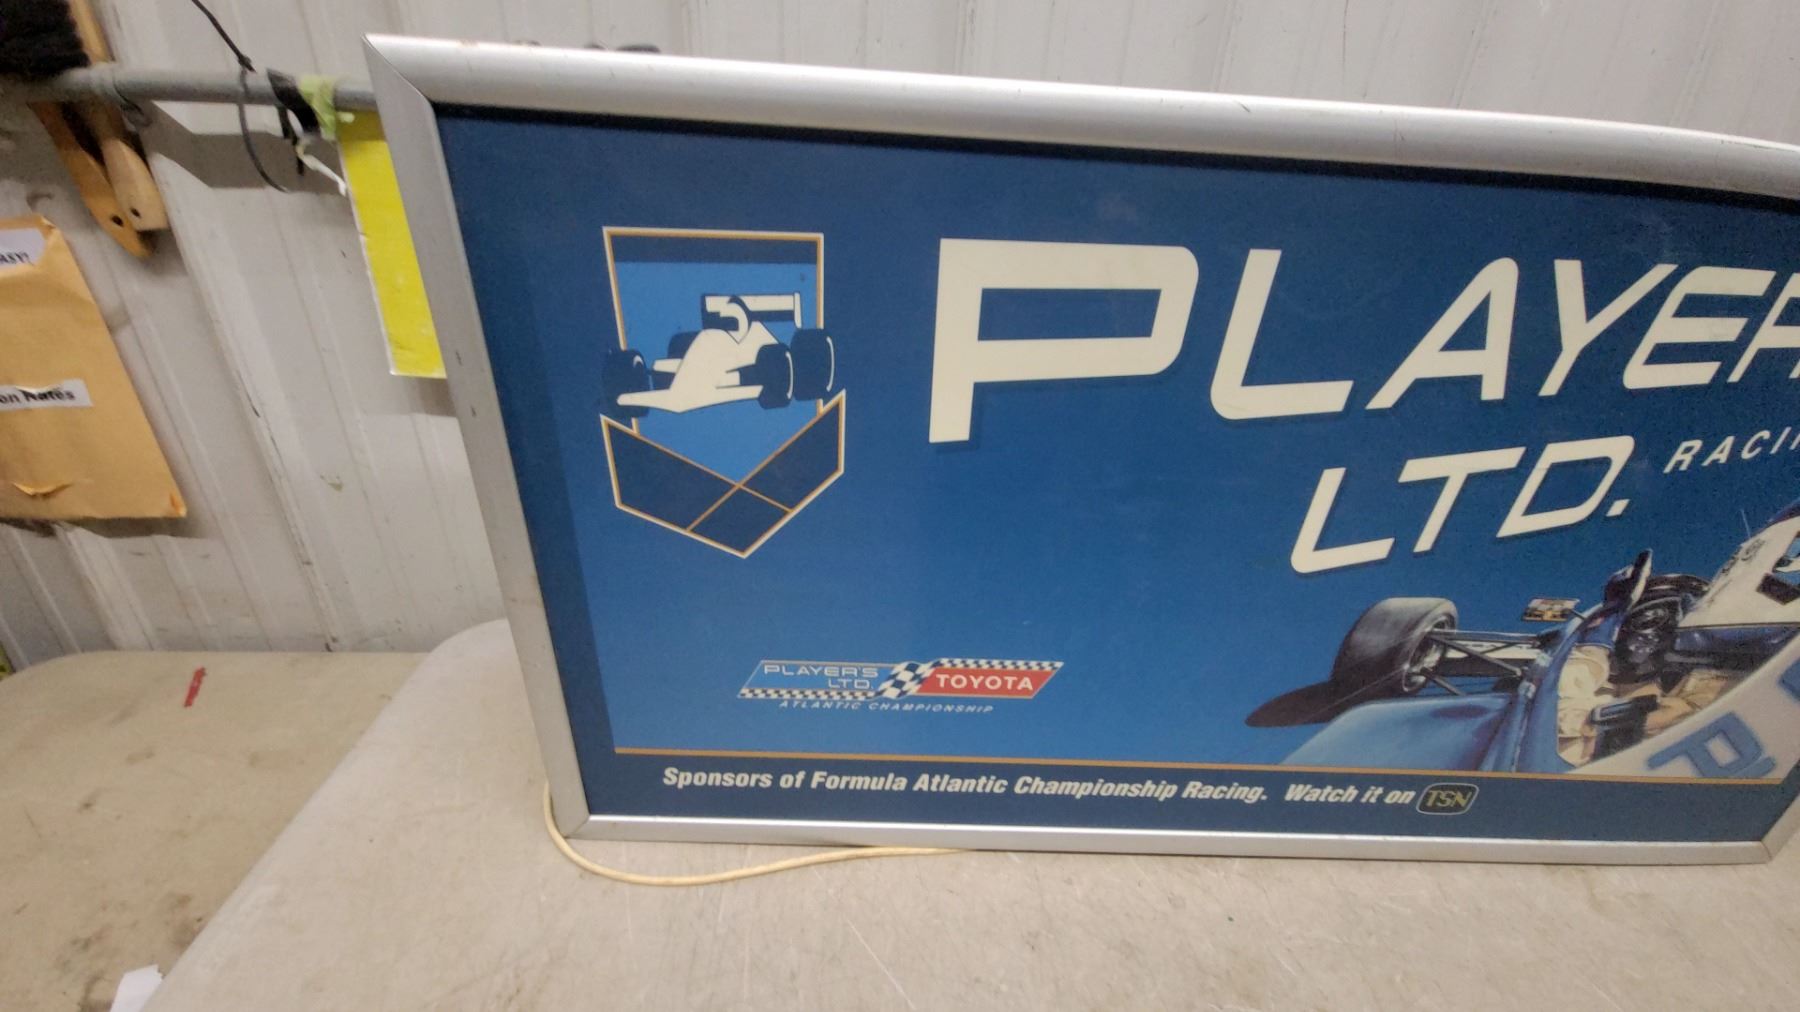 PLAYER
LTD. RACI
PLAYER'S
LTD.
TOYOTA
ATLANTIC CHAMPIONSHIP
P
Sponsors of Formula Atlantic Championship Racing. Watch it on TSN
on Nates